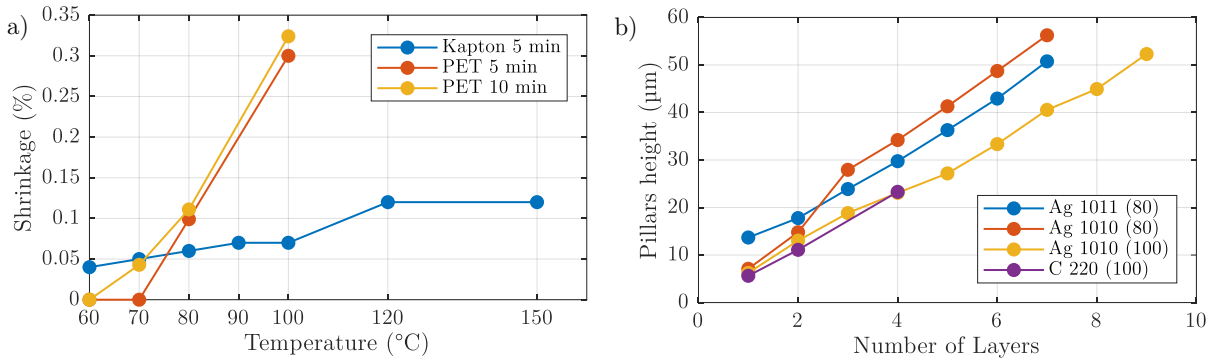 a)
0.35
0.3
0.25
0.2
0.15
0.1
0.05
0
Shrinkage (%)
60 70 80 90 100 120 150
Temperature (°C)
Kapton 5 min
PET 5 min
PET 10 min
b)
60
50
40
30
20
10
0
Pillars height (µm)
0 2 4 6 8 10
Number of Layers
Ag 1011 (80)
Ag 1010 (80)
Ag 1010 (100)
C 220 (100)